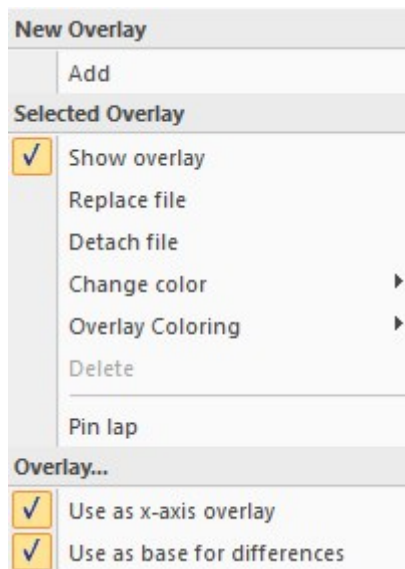 New Overlay
Add
Selected Overlay
Show overlay
Replace file
Detach file
Change color
Overlay Coloring
Delete
Pin lap
Overlay...
Use as x-axis overlay
Use as base for differences